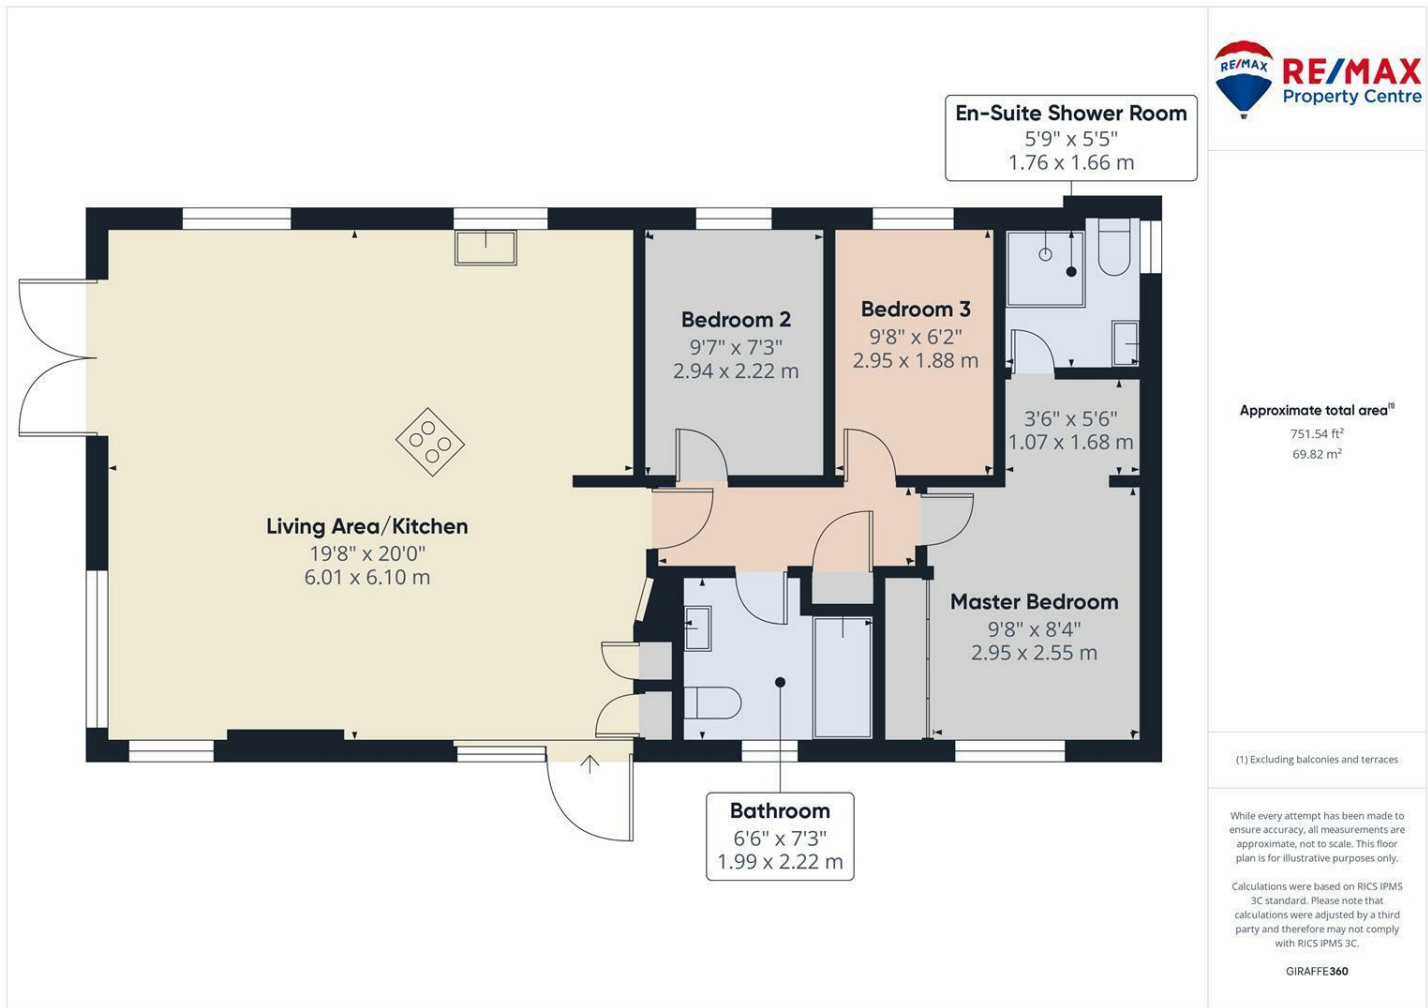 RE/MAX
RE/MAX
Property Centre
En-Suite Shower Room
5'9" x 5'5"
1.76 x 1.66 m
Bedroom 2
9'7" x 7'3"
2.94 x 2.22 m
Bedroom 3
9'8" x 6'2"
2.95 x 1.88 m
3'6" x 5'6"
1.07 x 1.68 m
Living Area/Kitchen
19'8" x 20'0"
6.01 x 6.10 m
Master Bedroom
9'8" x 8'4"
2.95 x 2.55 m
Bathroom
6'6" x 7'3"
1.99 x 2.22 m
Approximate total area(1)
751.54 ft²
69.82 m²
(1) Excluding balconies and terraces
While every attempt has been made to
ensure accuracy, all measurements are
approximate, not to scale. This floor
plan is for illustrative purposes only.
Calculations were based on RICS IPMS
3C standard. Please note that
calculations were adjusted by a third
party and therefore may not comply
with RICS IPMS 3C.
GIRAFFE360